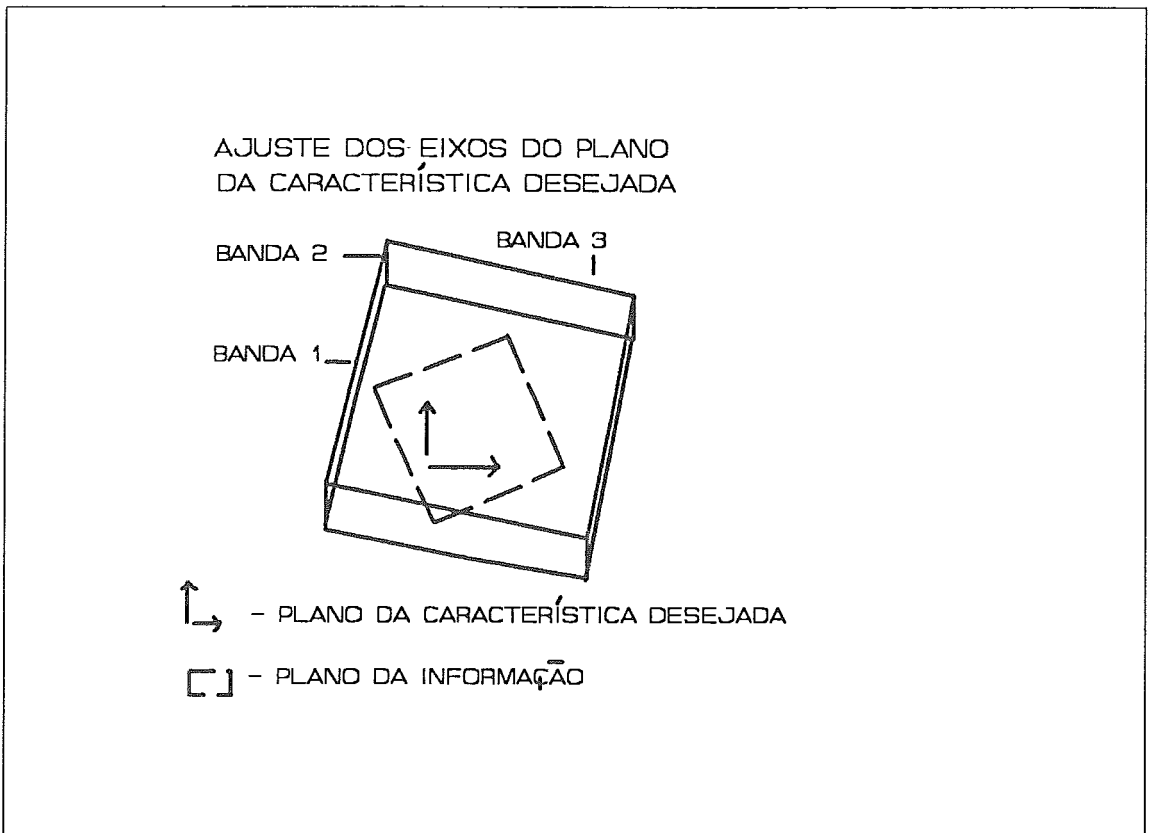 AJUSTE DOS EIXOS DO PLANO
DA CARACTERÍSTICA DESEJADA
BANDA 3
BANDA 2
BANDA 1
- PLANO DA CARACTERÍSTICA DESEJADA
- PLANO DA INFORMAÇÃO